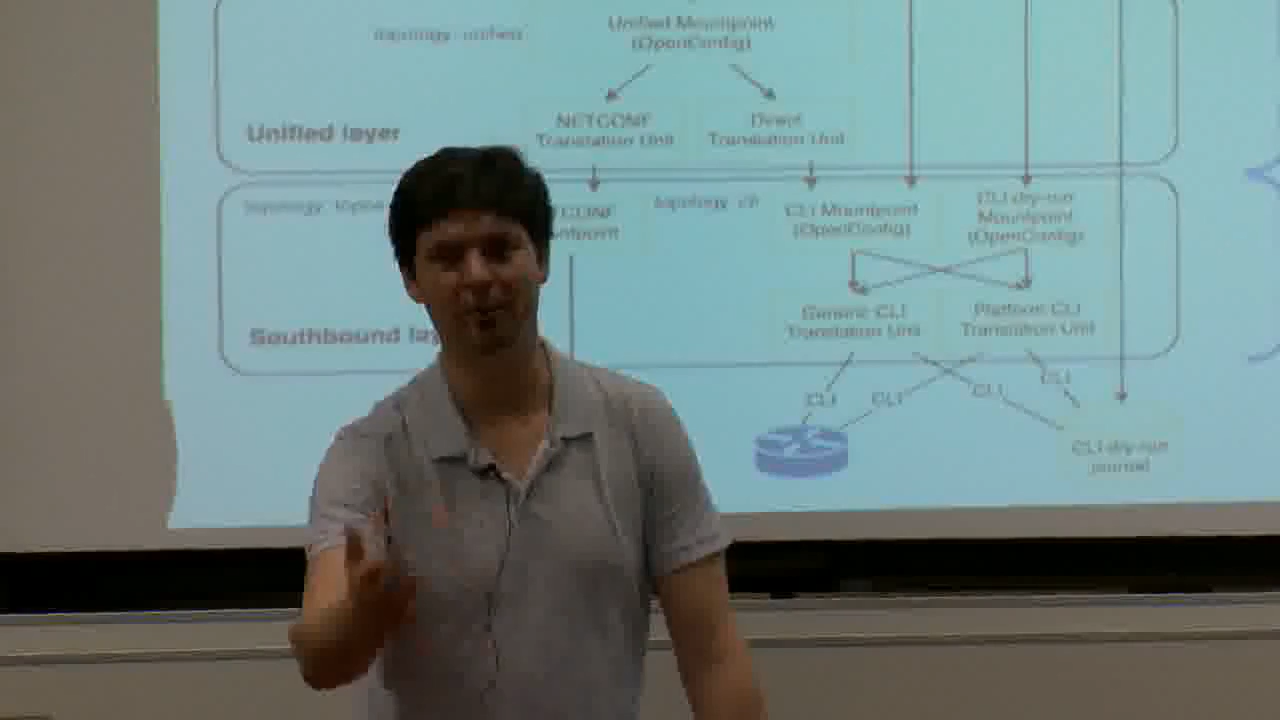 topology: unified
Unified Mountpoint
(OpenConfig)
Unified layer
NETCONF
Translation Unit
Direct
Translation Unit
topology:
topology: cli
CLI Mountpoint
(OpenConfig)
CLI dry-run
Mountpoint
(OpenConfig)
Southbound
Generic CLI
Translation Unit
Platform CLI
Translation Unit
CLI
CLI
CLI
CLI
CLI dry-run
journal